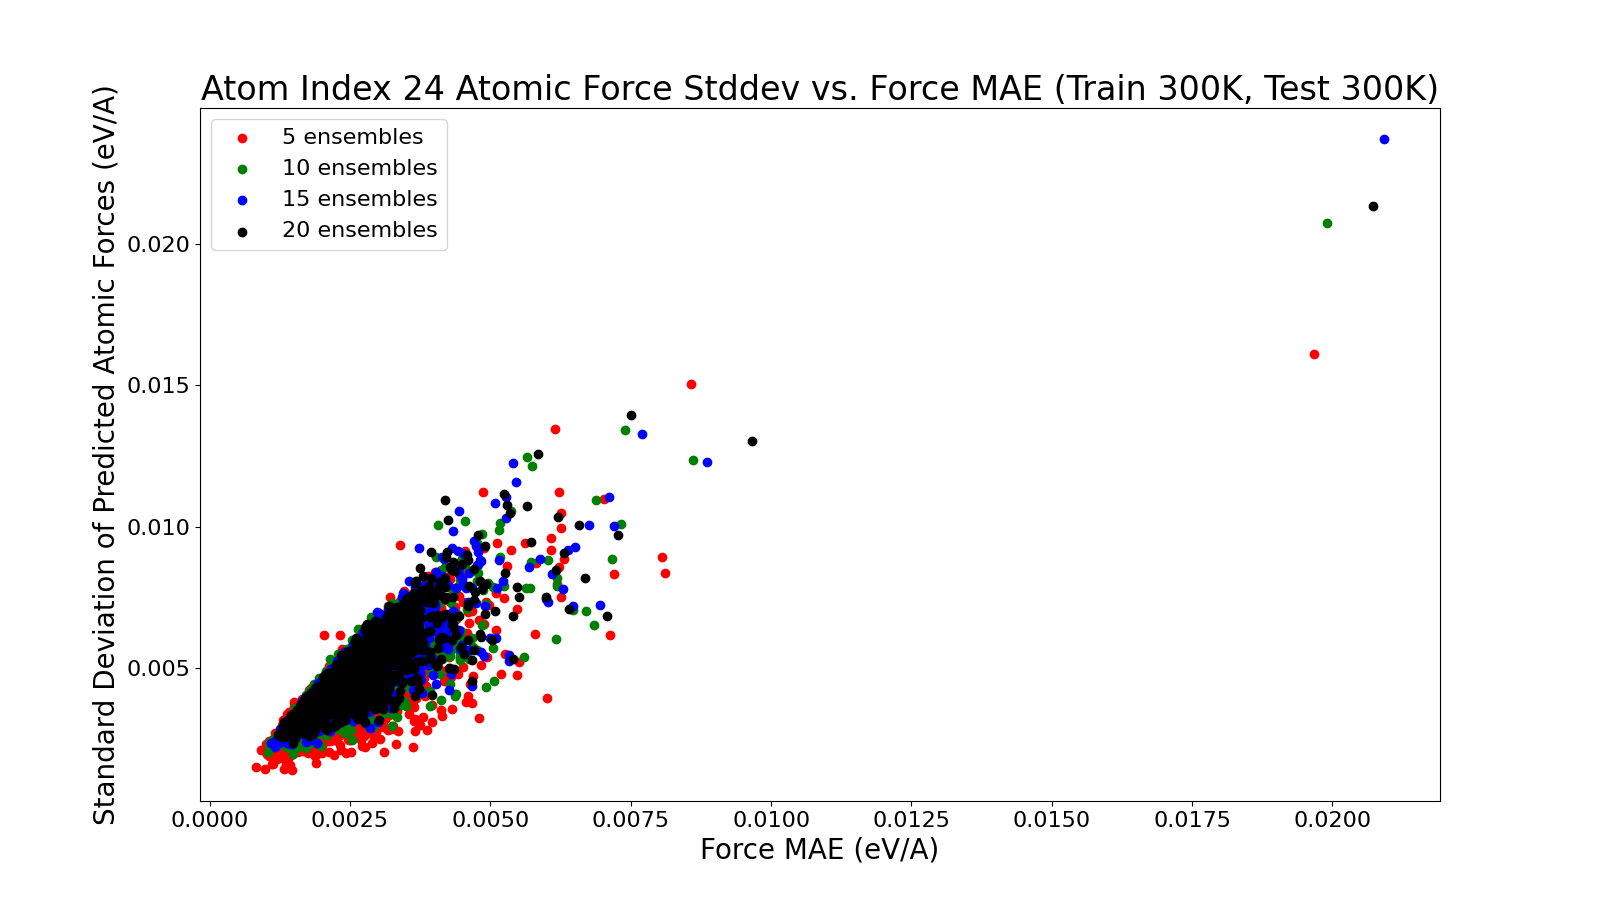 Atom Index 24 Atomic Force Stddev vs. Force MAE (Train 300K, Test 300K)
5 ensembles
10 ensembles
15 ensembles
20 ensembles
Standard Deviation of Predicted Atomic Forces (eV/A)
0.020
0.015
0.010
0.005
0.0000 0.0025 0.0050 0.0075 0.0100 0.0125 0.0150 0.0175 0.0200
Force MAE (eV/A)